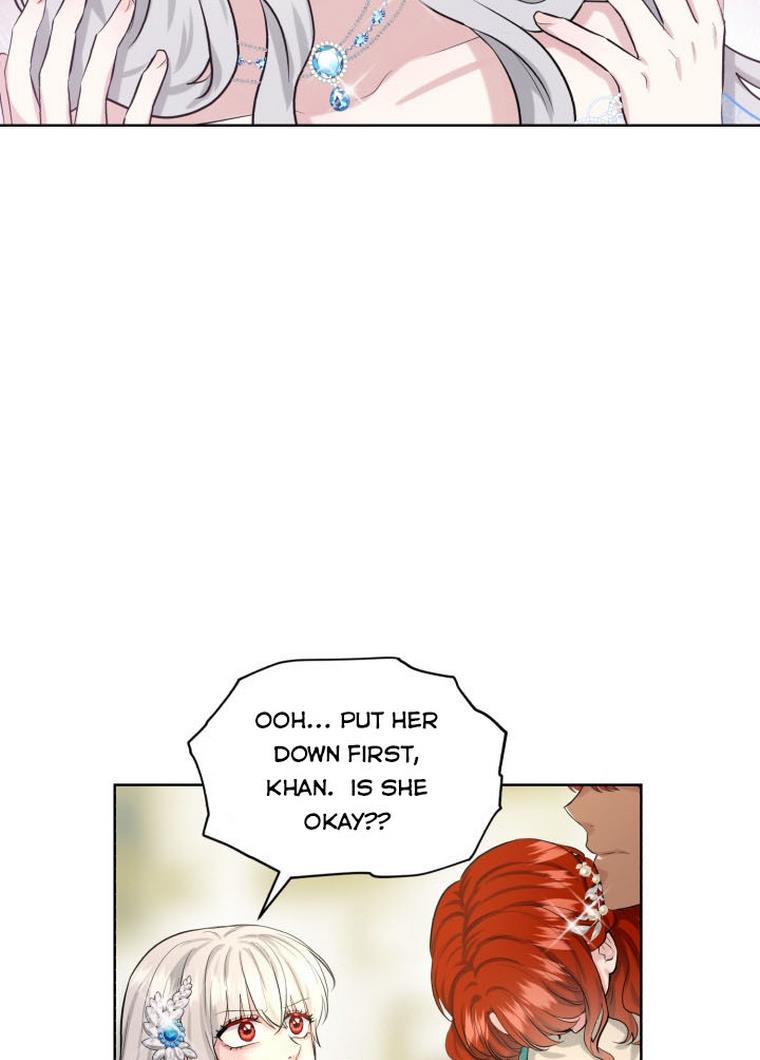 OOH... PUT HER
DOWN FIRST,
KHAN. IS SHE
OKAY??